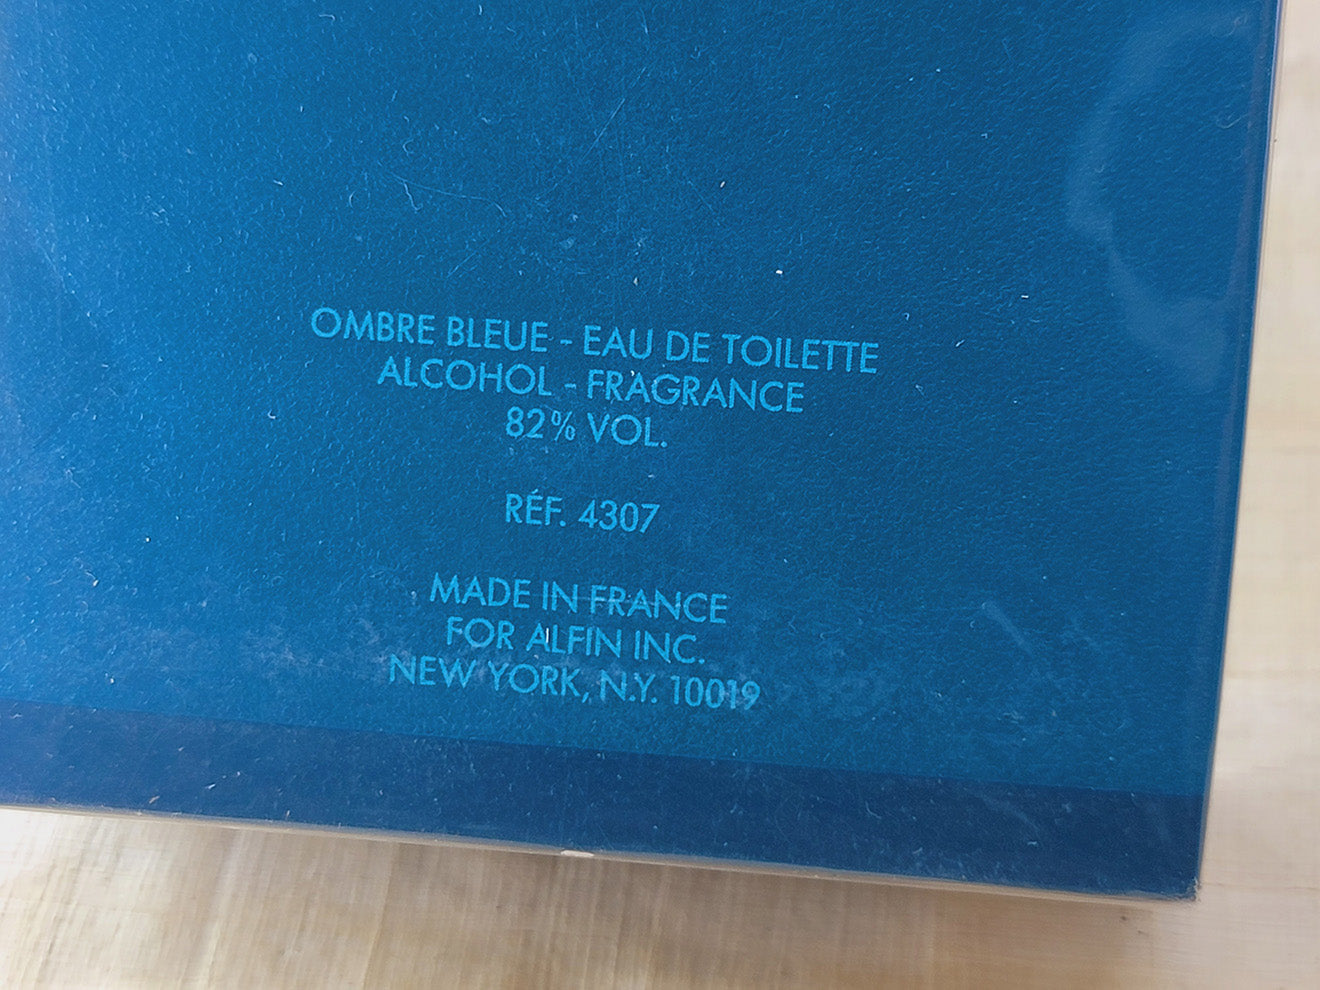 OMBRE BLEUE - EAU DE TOILETTE
ALCOHOL - FRAGRANCE
82% VOL.
RÉF. 4307
MADE IN FRANCE
FOR ALFIN INC.
NEW YORK, N.Y. 10019